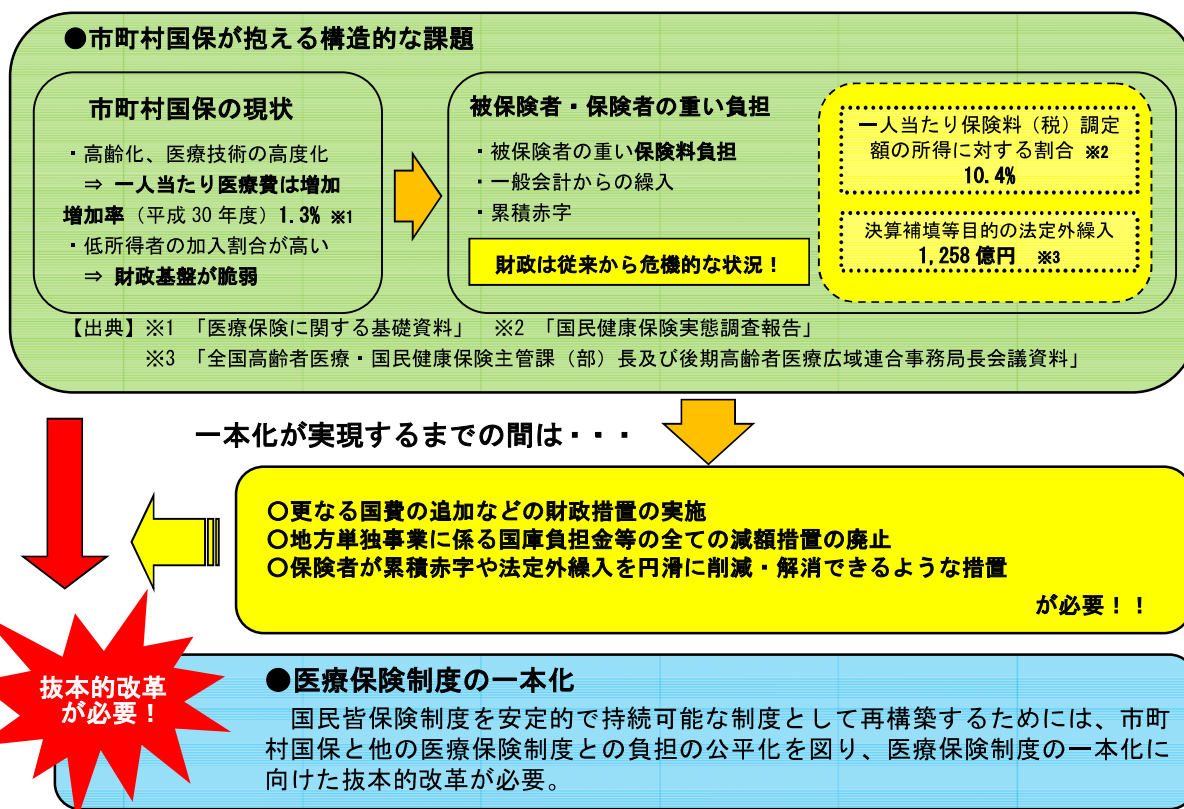 ●市町村国保が抱える構造的な課題
市町村国保の現状
・高齢化、医療技術の高度化
⇒ 一人当たり医療費は増加
増加率（平成30年度）1.3% ※1
・低所得者の加入割合が高い
⇒ 財政基盤が脆弱
被保険者・保険者の重い負担
・被保険者の重い保険料負担
・一般会計からの繰入
・累積赤字
財政は従来から危機的な状況！
一人当たり保険料（税）調定
額の所得に対する割合 ※2
10.4%
決算補填等目的の法定外繰入
1,258億円 ※3
【出典】※1 「医療保険に関する基礎資料」 ※2 「国民健康保険実態調査報告」
※3 「全国高齢者医療・国民健康保険主管課（部）長及び後期高齢者医療広域連合事務局長会議資料」
一本化が実現するまでの間は・・・
○更なる国費の追加などの財政措置の実施
○地方単独事業に係る国庫負担金等の全ての減額措置の廃止
○保険者が累積赤字や法定外繰入を円滑に削減・解消できるような措置
が必要！！
抜本的改革
が必要！
●医療保険制度の一本化
国民皆保険制度を安定的で持続可能な制度として再構築するためには、市町
村国保と他の医療保険制度との負担の公平化を図り、医療保険制度の一本化に
向けた抜本的改革が必要。